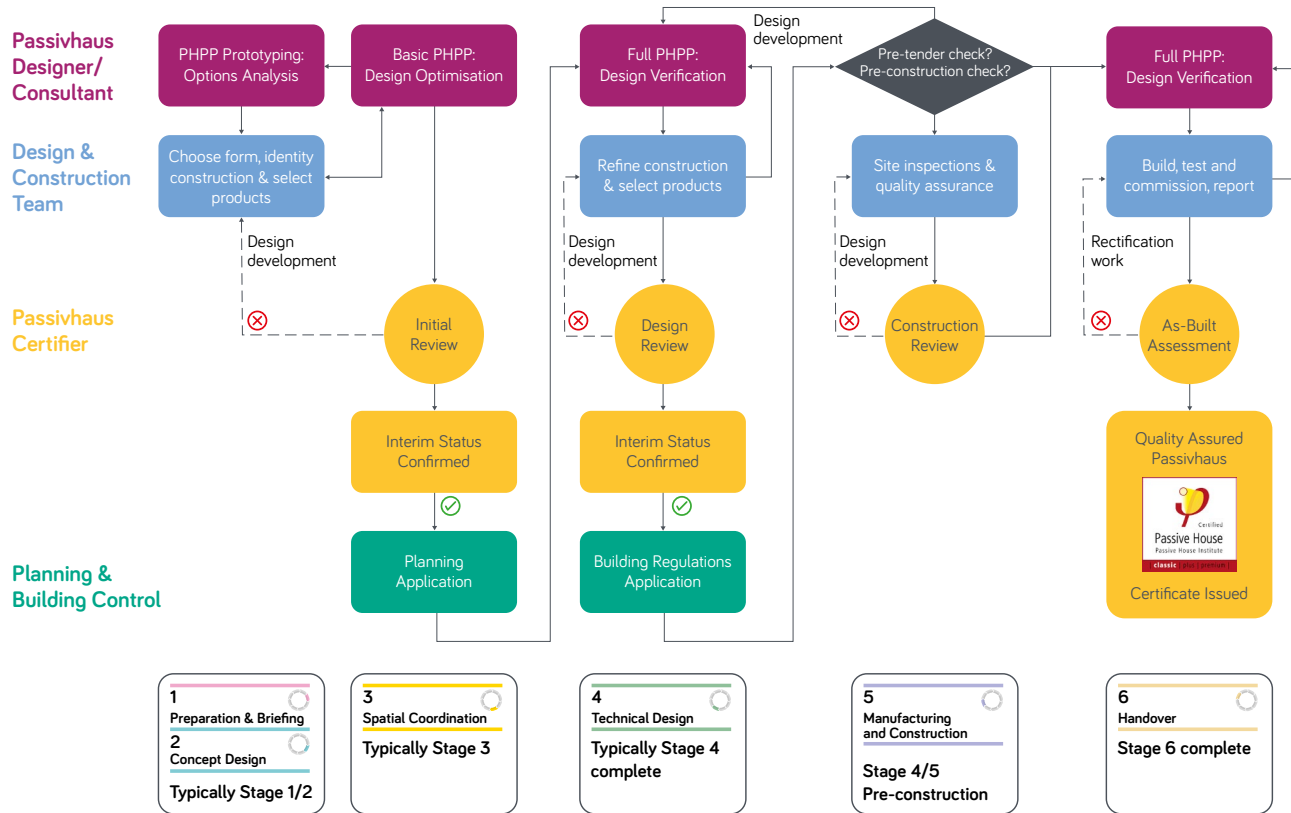 Passivhaus
Designer/
Consultant
PHPP Prototyping:
Options Analysis
Basic PHPP:
Design Optimisation
Full PHPP:
Design Verification
Design
development
Pre-tender check?
Pre-construction check?
Full PHPP:
Design Verification
Design &
Construction
Team
Choose form, identity
construction & select
products
Refine construction
& select products
Site inspections &
quality assurance
Build, test and
commission, report
Design
development
Design
development
Design
development
Rectification
work
Passivhaus
Certifier
Initial
Review
Design
Review
Construction
Review
As-Built
Assessment
Interim Status
Confirmed
Interim Status
Confirmed
Quality Assured
Passivhaus
Certified
Passive House
Passive House Institute
| classic | plus | premium |
Certificate Issued
Planning &
Building Control
Planning
Application
Building Regulations
Application
1
Preparation & Briefing
2
Concept Design
Typically Stage 1/2
3
Spatial Coordination
Typically Stage 3
4
Technical Design
Typically Stage 4
complete
5
Manufacturing
and Construction
Stage 4/5
Pre-construction
6
Handover
Stage 6 complete